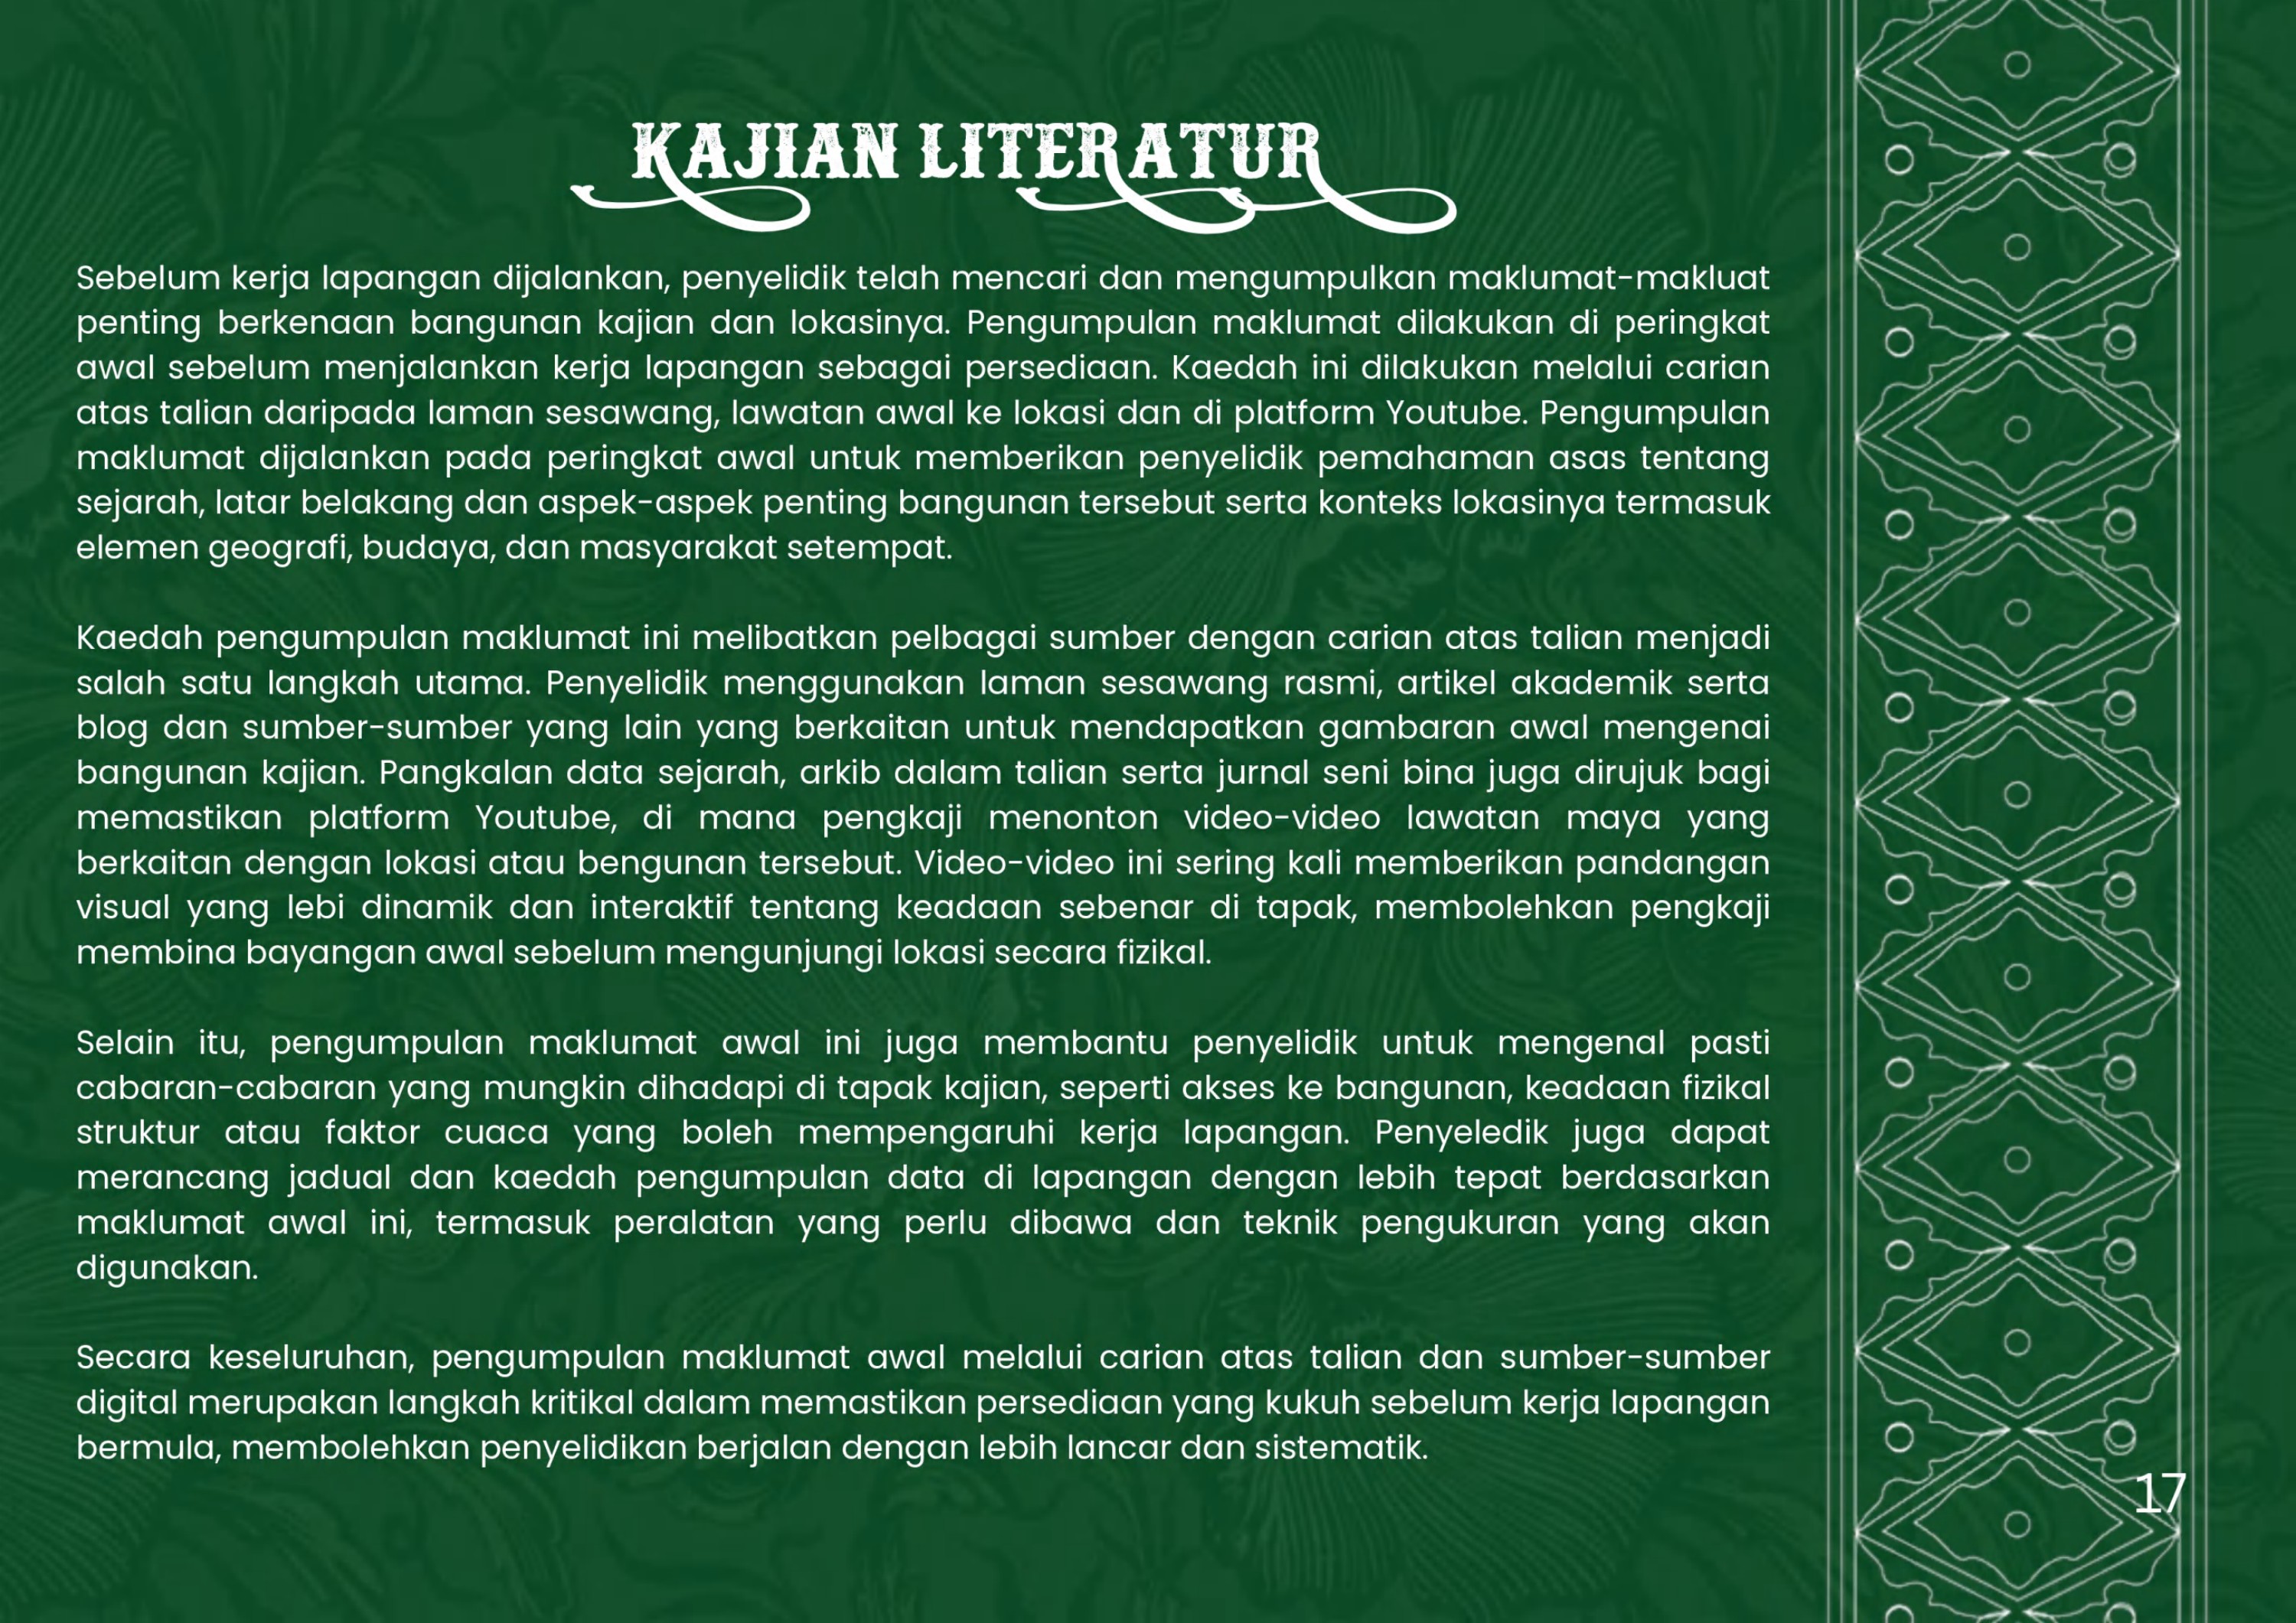 KAJIAN LITERATUR
Sebelum kerja lapangan dijalankan, penyelidik telah mencari dan mengumpulkan maklumat-makluat
penting berkenaan bangunan kajian dan lokasinya. Pengumpulan maklumat dilakukan di peringkat
awal sebelum menjalankan kerja lapangan sebagai persediaan. Kaedah ini dilakukan melalui carian
atas talian daripada laman sesawang, lawatan awal ke lokasi dan di platform Youtube. Pengumpulan
maklumat dijalankan pada peringkat awal untuk memberikan penyelidik pemahaman asas tentang
sejarah, latar belakang dan aspek-aspek penting bangunan tersebut serta konteks lokasinya termasuk
elemen geografi, budaya, dan masyarakat setempat.
Kaedah pengumpulan maklumat ini melibatkan pelbagai sumber dengan carian atas talian menjadi
salah satu langkah utama. Penyelidik menggunakan laman sesawang rasmi, artikel akademik serta
blog dan sumber-sumber yang lain yang berkaitan untuk mendapatkan gambaran awal mengenai
bangunan kajian. Pangkalan data sejarah, arkib dalam talian serta jurnal seni bina juga dirujuk bagi
memastikan platform Youtube, di mana pengkaji menonton video-video lawatan maya yang
berkaitan dengan lokasi atau bengunan tersebut. Video-video ini sering kali memberikan pandangan
visual yang lebi dinamik dan interaktif tentang keadaan sebenar di tapak, membolehkan pengkaji
membina bayangan awal sebelum mengunjungi lokasi secara fizikal.
Selain itu, pengumpulan maklumat awal ini juga membantu penyelidik untuk mengenal pasti
cabaran-cabaran yang mungkin dihadapi di tapak kajian, seperti akses ke bangunan, keadaan fizikal
struktur atau faktor cuaca yang boleh mempengaruhi kerja lapangan. Penyeledik juga dapat
merancang jadual dan kaedah pengumpulan data di lapangan dengan lebih tepat berdasarkan
maklumat awal ini, termasuk peralatan yang perlu dibawa dan teknik pengukuran yang akan
digunakan.
Secara keseluruhan, pengumpulan maklumat awal melalui carian atas talian dan sumber-sumber
digital merupakan langkah kritikal dalam memastikan persediaan yang kukuh sebelum kerja lapangan
bermula, membolehkan penyelidikan berjalan dengan lebih lancar dan sistematik.
17